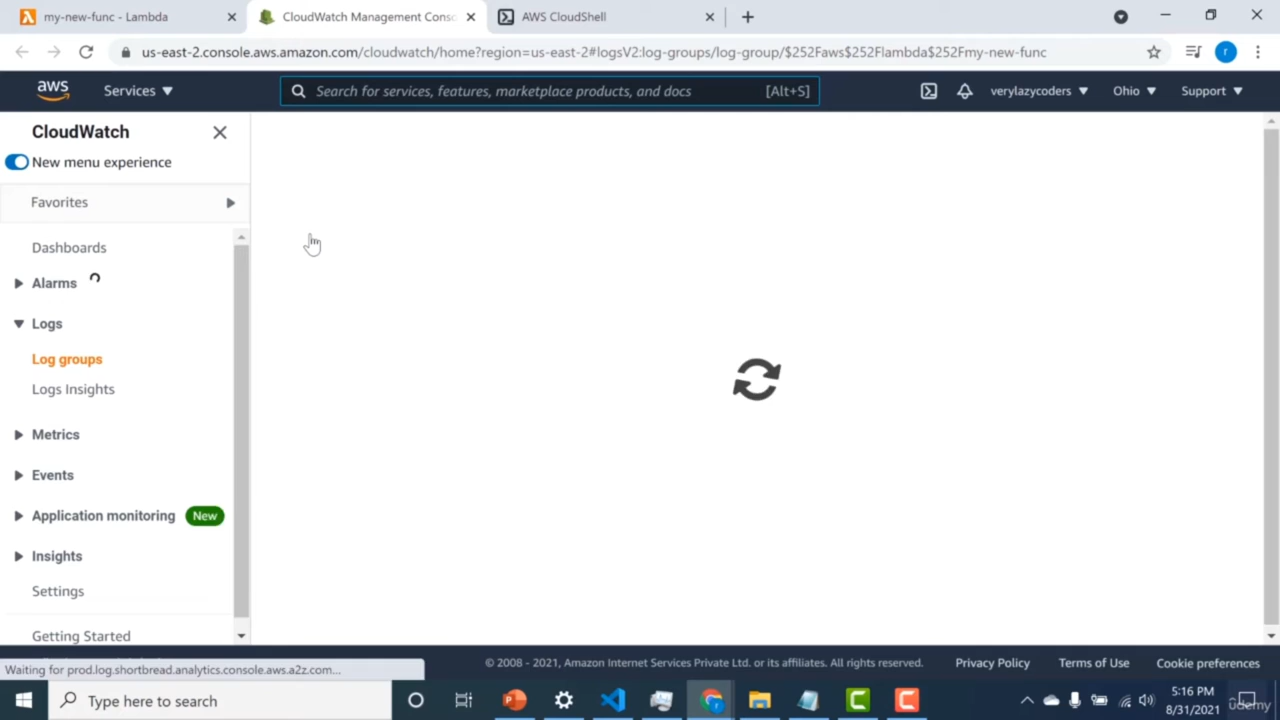 my-new-func - Lambda
CloudWatch Management Conso
AWS CloudShell
us-east-2.console.aws.amazon.com/cloudwatch/home?region=us-east-2#logsV2:log-groups/log-group/$252Faws$252Flambda$252Fmy-new-func
r
aws
Services
Search for services, features, marketplace products, and docs
[Alt+S]
verylazycoders
Ohio
Support
CloudWatch
New menu experience
Favorites
Dashboards
Alarms
Logs
Log groups
Logs Insights
Metrics
Events
Application monitoring
New
Insights
Settings
Getting Started
Waiting for prod.log.shortbread.analytics.console.aws.a2z.com...
© 2008 - 2021, Amazon Internet Services Private Ltd. or its affiliates. All rights reserved.
Privacy Policy
Terms of Use
Cookie preferences
Type here to search
5:16 PM
8/31/2021
udemy